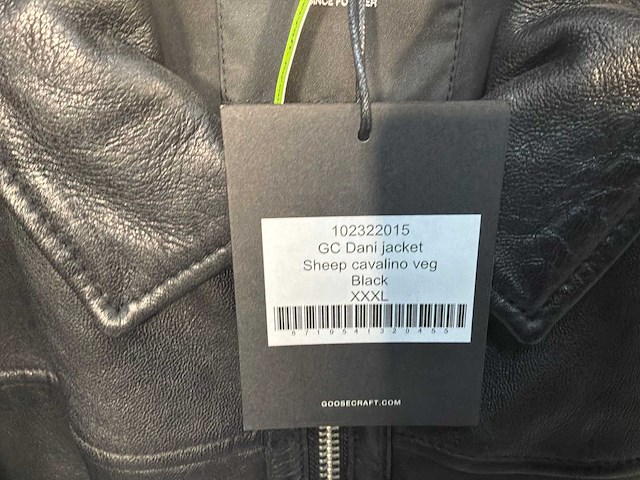 102322015
GC Dani jacket
Sheep cavalino veg
Black
XXXL
GOOSECRAFT.COM